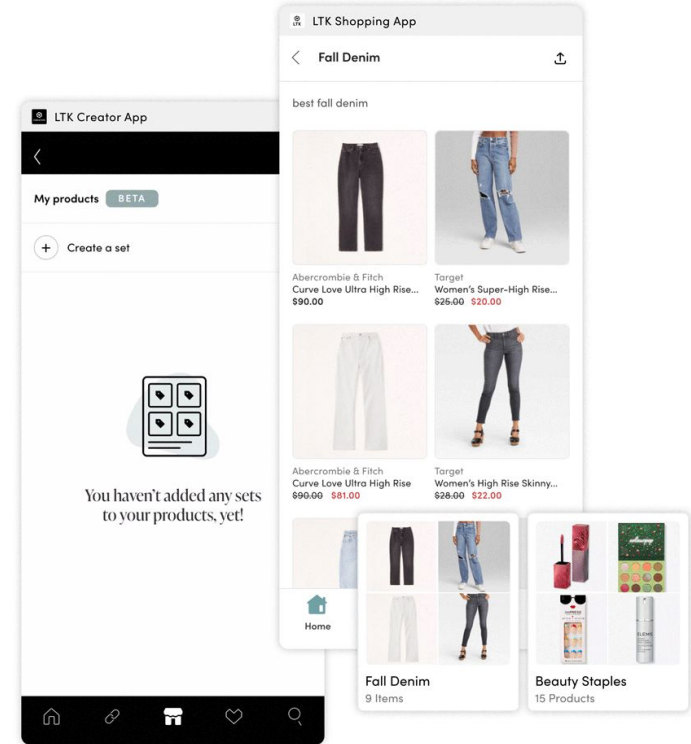 LTK Shopping App
Fall Denim
best fall denim
Abercrombie & Fitch
Curve Love Ultra High Rise...
$90.00
Target
Women's Super-High Rise...
$25.00 $20.00
Abercrombie & Fitch
Curve Love Ultra High Rise
$90.00 $81.00
Target
Women's High Rise Skinny...
$28.00 $22.00
Home
LTK Creator App
My products BETA
+ Create a set
You haven't added any sets
to your products, yet!
Fall Denim
9 Items
ELEMIS
Beauty Staples
15 Products